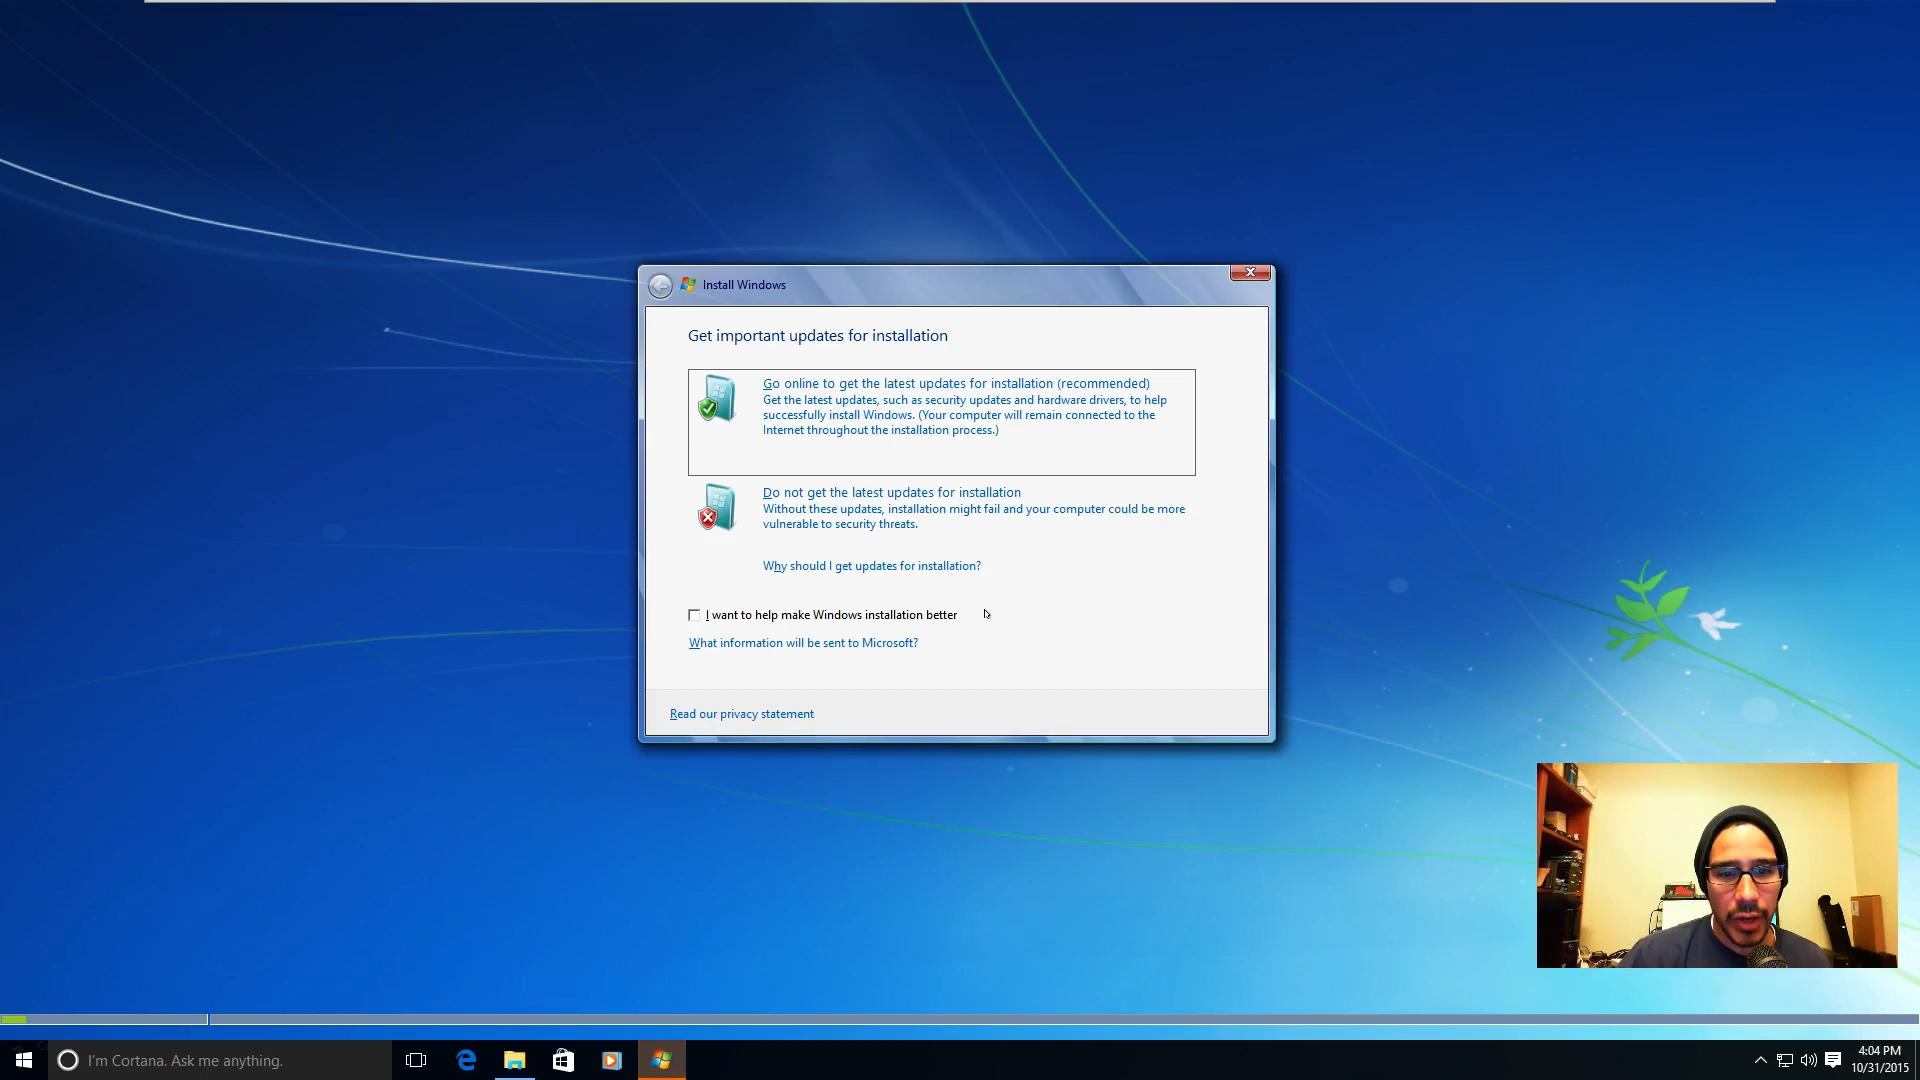 Install Windows
Get important updates for installation
Go online to get the latest updates for installation (recommended)
Get the latest updates, such as security updates and hardware drivers, to help
successfully install Windows. (Your computer will remain connected to the
Internet throughout the installation process.)
Do not get the latest updates for installation
Without these updates, installation might fail and your computer could be more
vulnerable to security threats.
Why should I get updates for installation?
I want to help make Windows installation better
What information will be sent to Microsoft?
Read our privacy statement
I'm Cortana. Ask me anything.
4:04 PM
10/31/2015